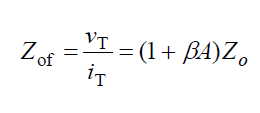 Z_of = v_T / i_T = (1 + βA)Z_o